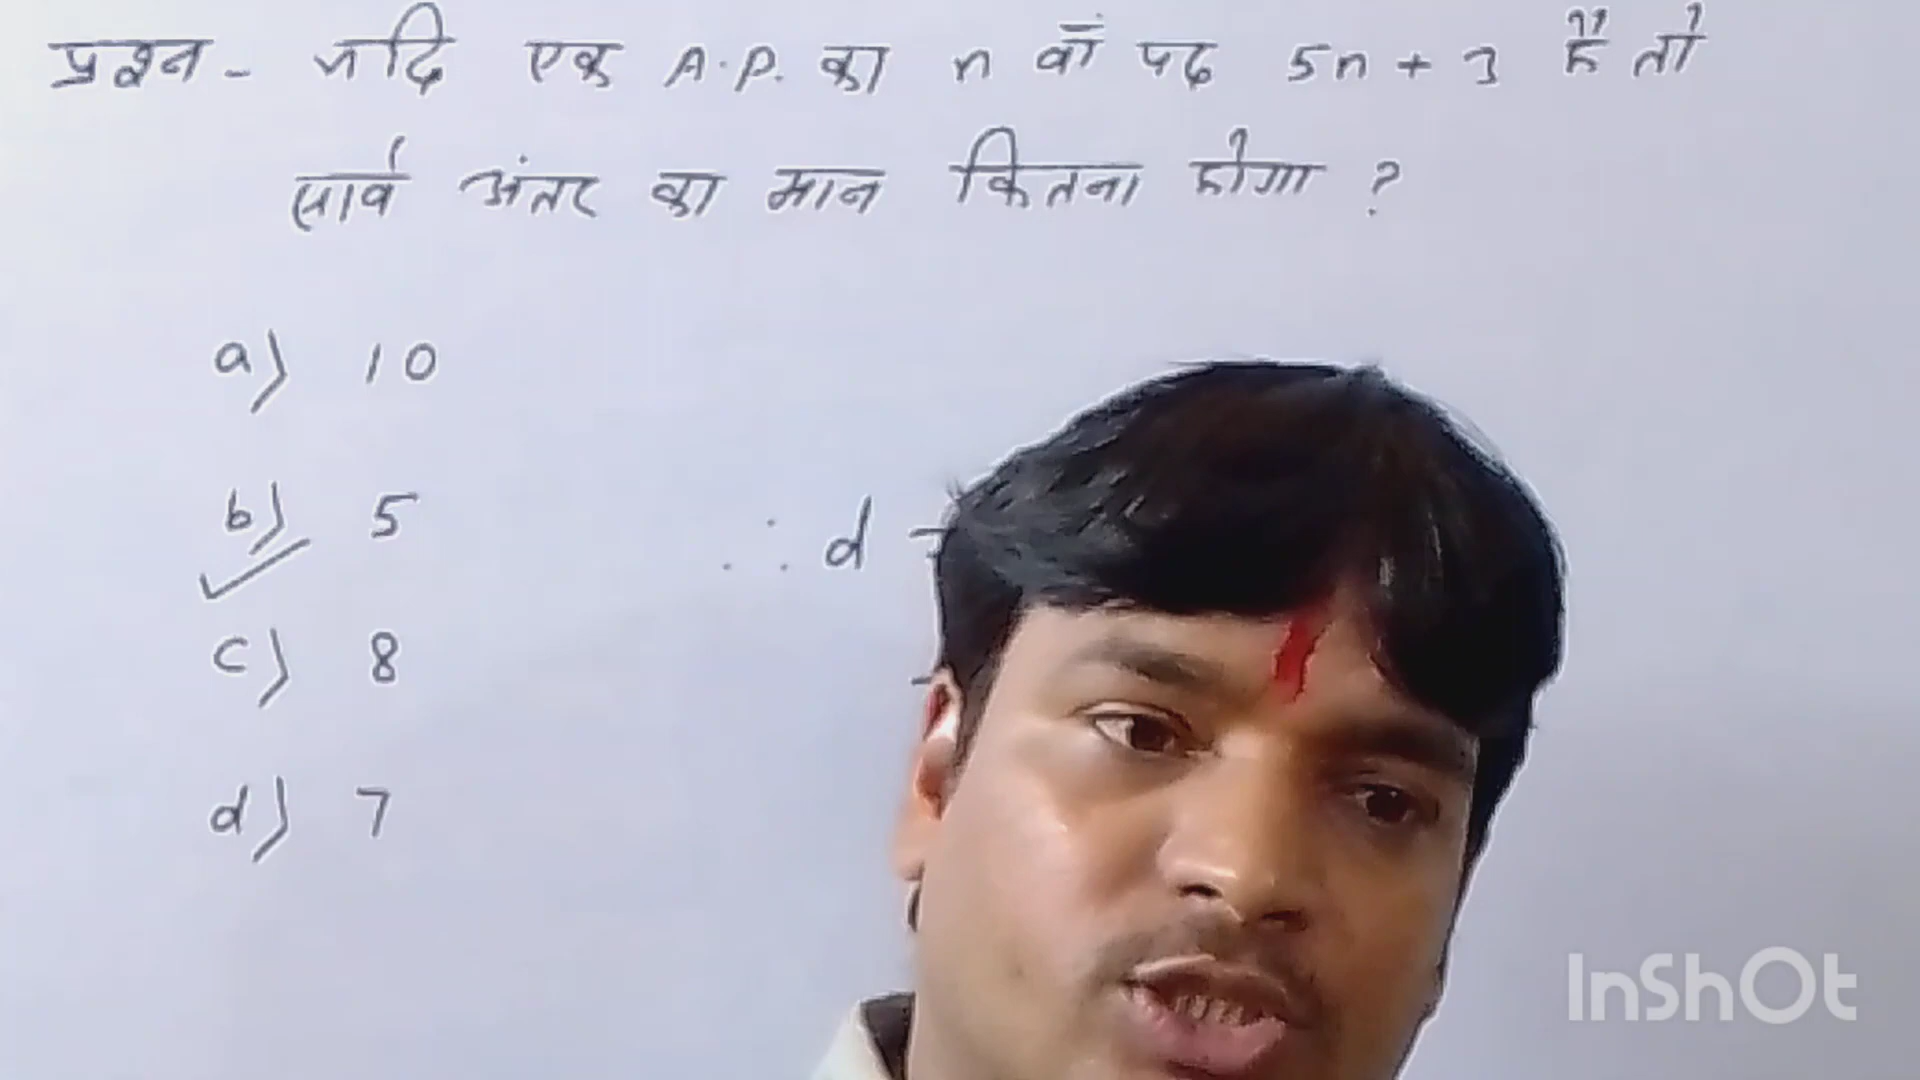 प्रश्न - यदि एक A.P. का n वाँ पद 5n + 3 है तो
सार्व अंतर का मान कितना होगा ?
a) 10
b) 5
∴ d =
c) 8
d) 7
InShOt